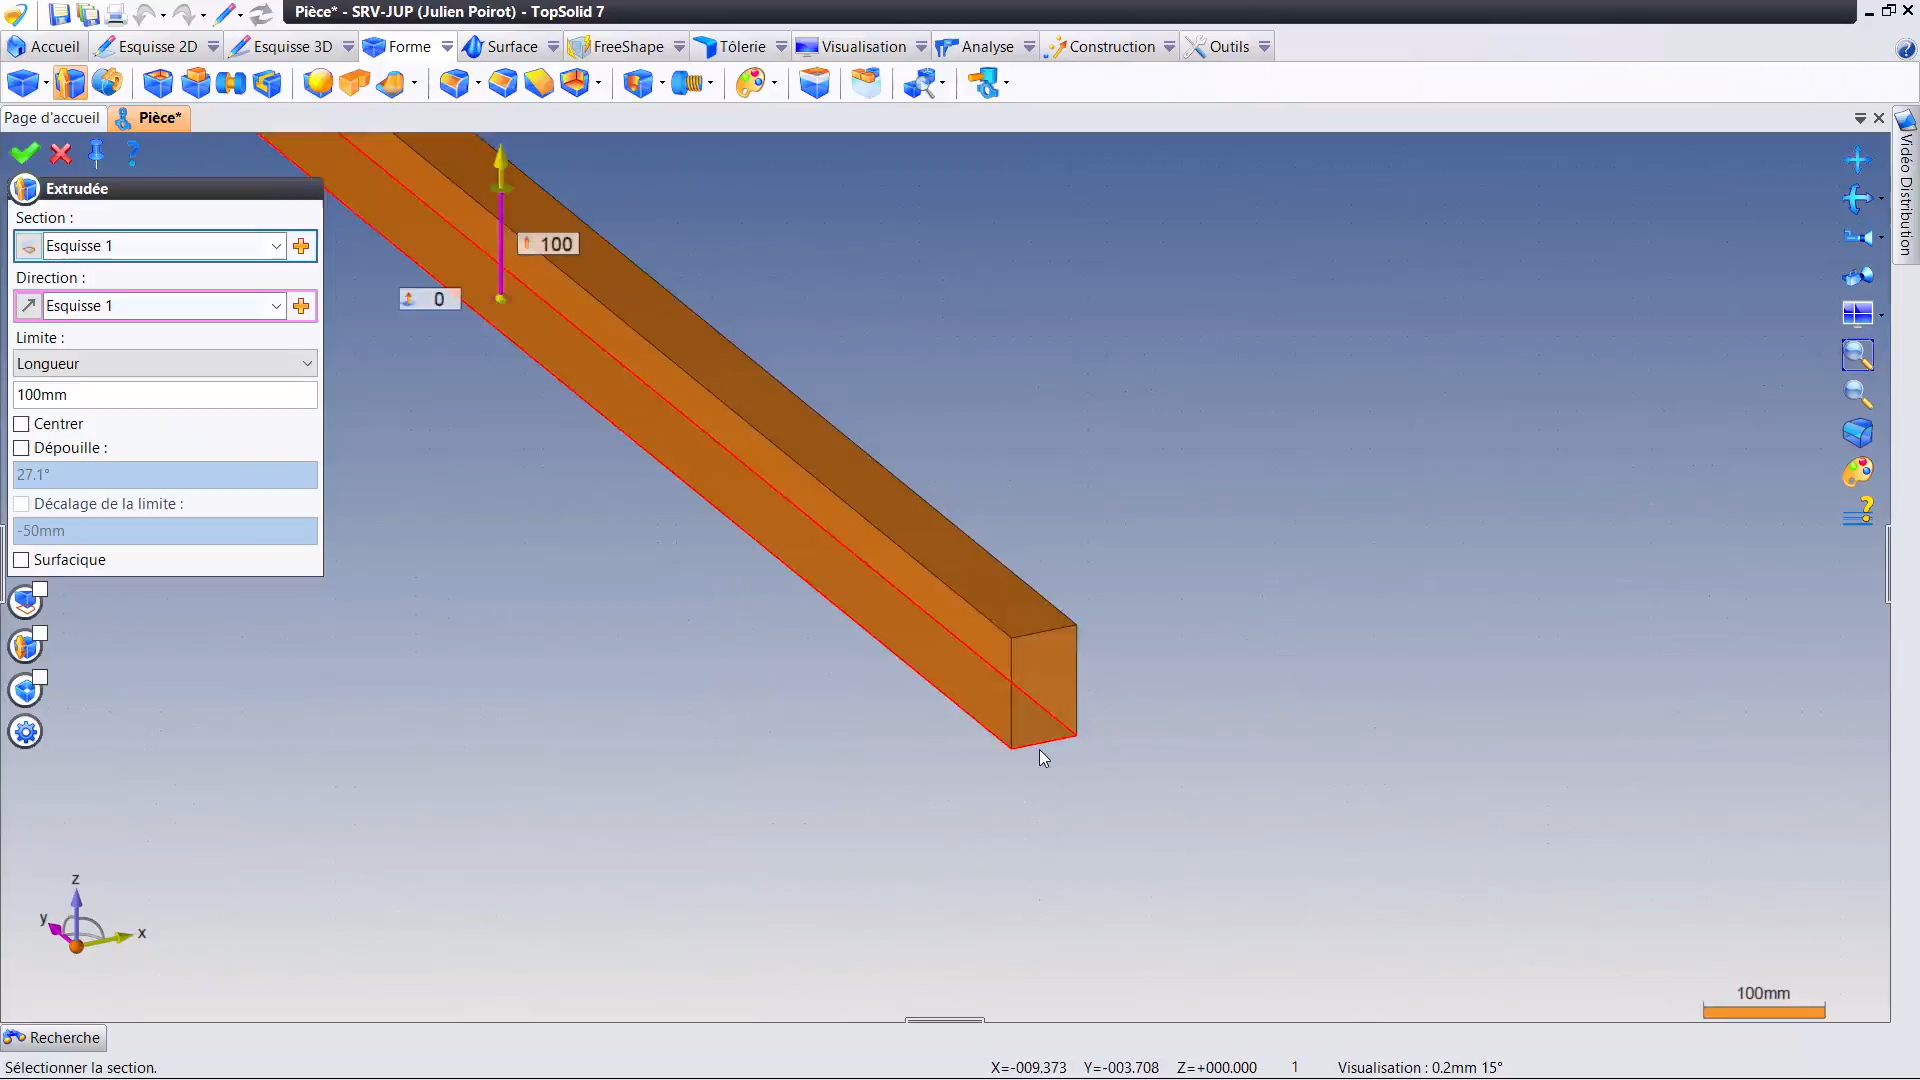 Pièce* - SRV-JUP (Julien Poirot) - TopSolid 7
Accueil
Esquisse 2D
Esquisse 3D
Forme
Surface
FreeShape
Tôlerie
Visualisation
Analyse
Construction
Outils
Page d'accueil
Pièce*
Vidéo Distribution
Extrudée
Section :
Esquisse 1
Direction :
Esquisse 1
Limite :
Longueur
100mm
Centrer
Dépouille :
27.1°
Décalage de la limite :
-50mm
Surfacique
100
0
z
y
x
100mm
Recherche
Sélectionner la section.
X=-009.373 Y=-003.708 Z=+000.000 1 Visualisation : 0.2mm 15°